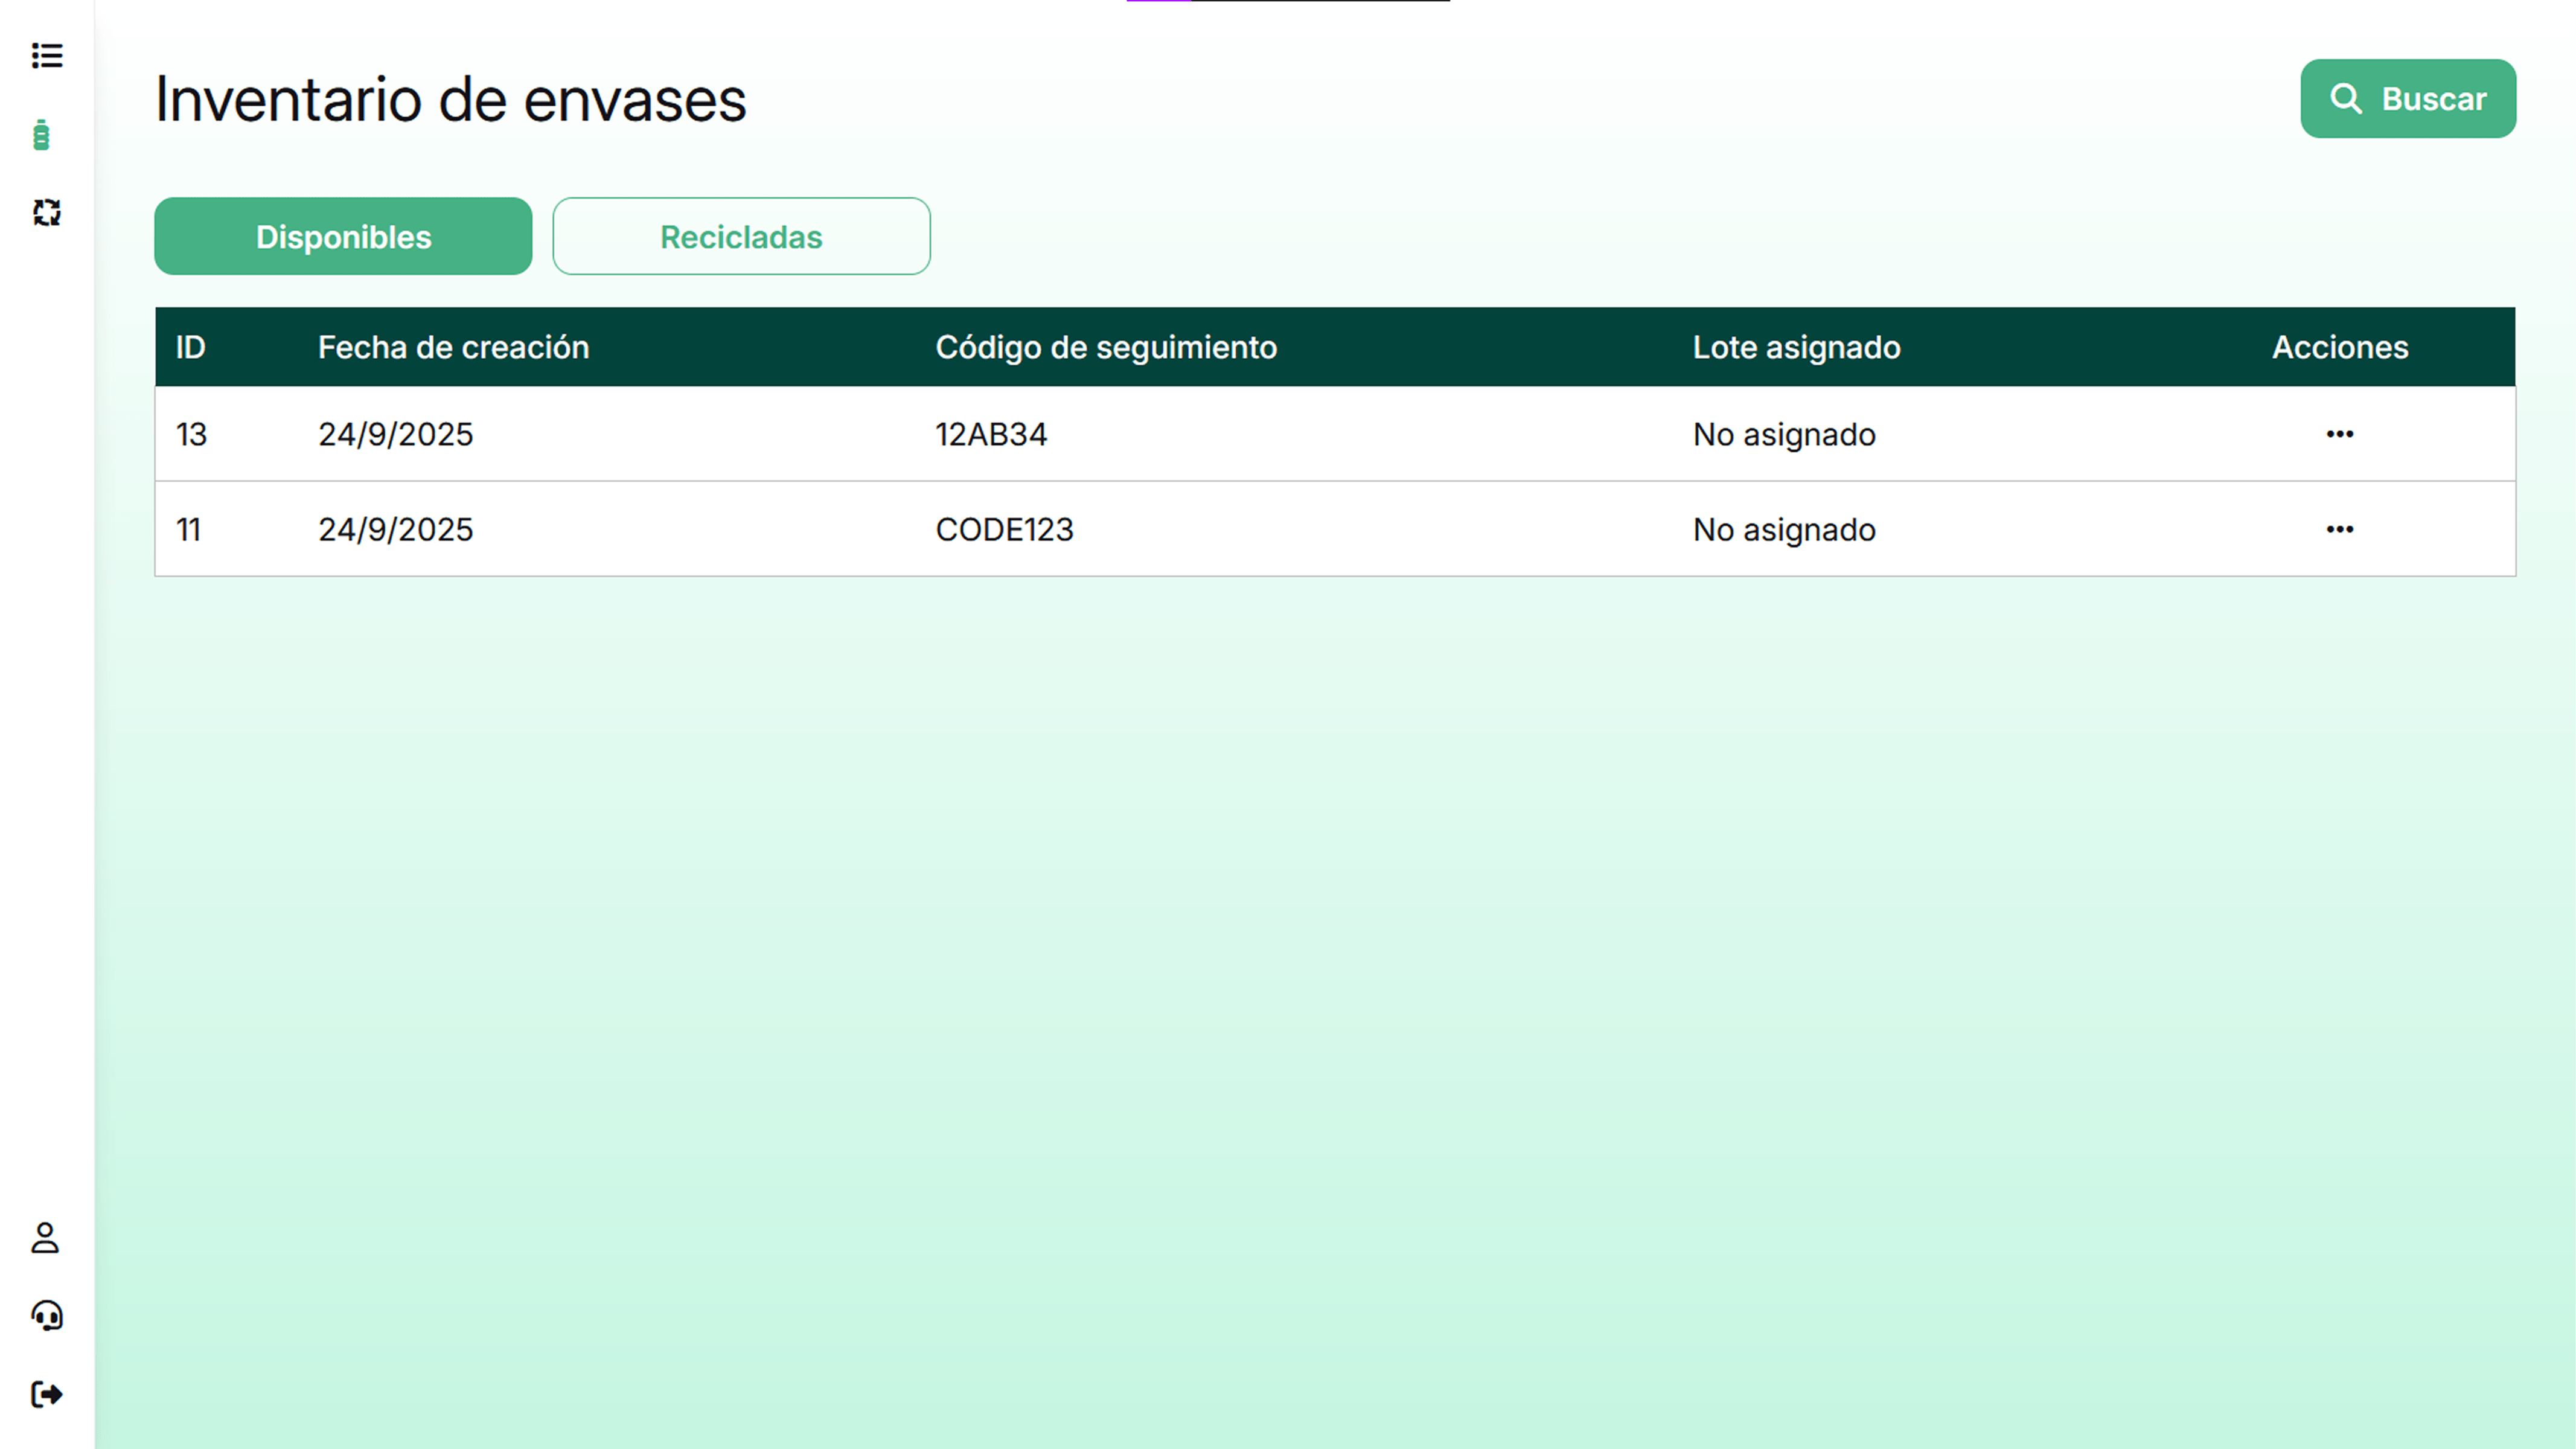 Inventario de envases
Buscar
Disponibles Recicladas
ID Fecha de creación Código de seguimiento Lote asignado Acciones
13 24/9/2025 12AB34 No asignado •••
11 24/9/2025 CODE123 No asignado •••